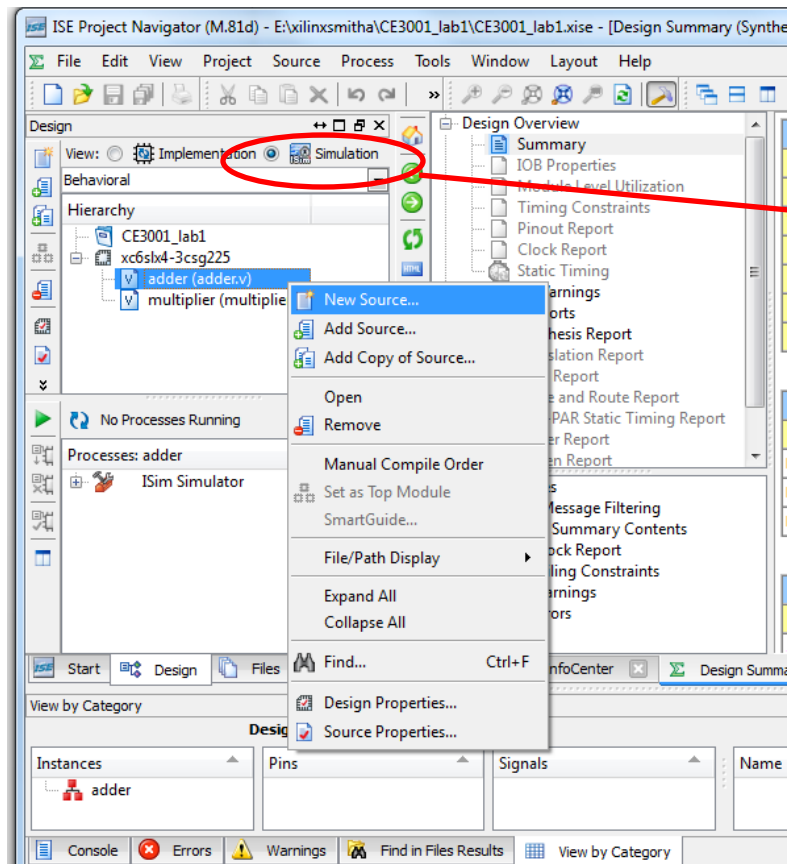 ISE Project Navigator (M.81d) - E:\xilinxsmitha\CE3001_lab1\CE3001_lab1.xise - [Design Summary (Synthe
File Edit View Project Source Process Tools Window Layout Help
Design
View: Implementation Simulation
Behavioral
Hierarchy
CE3001_lab1
xc6slx4-3csg225
adder (adder.v)
multiplier (multiplie
No Processes Running
Processes: adder
ISim Simulator
New Source...
Add Source...
Add Copy of Source...
Open
Remove
Manual Compile Order
Set as Top Module
SmartGuide...
File/Path Display
Expand All
Collapse All
Find... Ctrl+F
Design Properties...
Source Properties...
Design Overview
Summary
IOB Properties
Module Level Utilization
Timing Constraints
Pinout Report
Clock Report
Static Timing
arnings
orts
hesis Report
slation Report
Report
e and Route Report
-PAR Static Timing Report
er Report
en Report
es
Message Filtering
Summary Contents
ock Report
ling Constraints
arnings
ors
Start Design Files nfoCenter Design Summa
View by Category
Desig
Instances Pins Signals Name
adder
Console Errors Warnings Find in Files Results View by Category